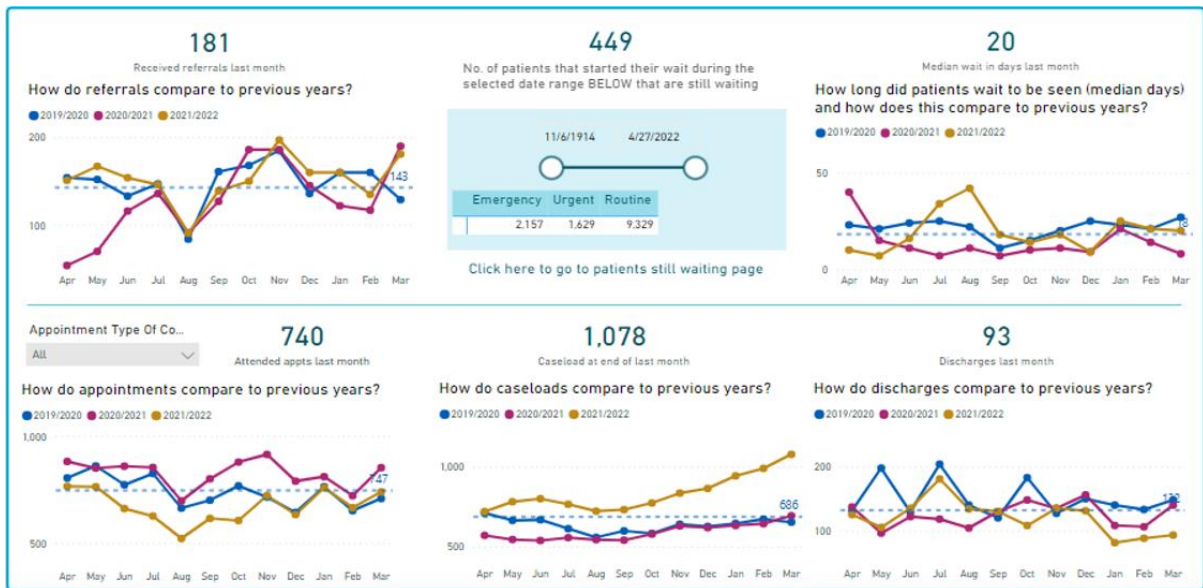 181
Received referrals last month
How do referrals compare to previous years?
2019/2020 2020/2021 2021/2022
200
143
100
Apr May Jun Jul Aug Sep Oct Nov Dec Jan Feb Mar
449
No. of patients that started their wait during the
selected date range BELOW that are still waiting
11/6/1914 4/27/2022
Emergency Urgent Routine
2,157 1,629 9,329
Click here to go to patients still waiting page
20
Median wait in days last month
How long did patients wait to be seen (median days)
and how does this compare to previous years?
2019/2020 2020/2021 2021/2022
50
18
0
Apr May Jun Jul Aug Sep Oct Nov Dec Jan Feb Mar
Appointment Type Of Co...
All
740
Attended appts last month
How do appointments compare to previous years?
2019/2020 2020/2021 2021/2022
1,000
747
500
Apr May Jun Jul Aug Sep Oct Nov Dec Jan Feb Mar
1,078
Caseload at end of last month
How do caseloads compare to previous years?
2019/2020 2020/2021 2021/2022
1,000
686
500
Apr May Jun Jul Aug Sep Oct Nov Dec Jan Feb Mar
93
Discharges last month
How do discharges compare to previous years?
2019/2020 2020/2021 2021/2022
200
132
100
Apr May Jun Jul Aug Sep Oct Nov Dec Jan Feb Mar